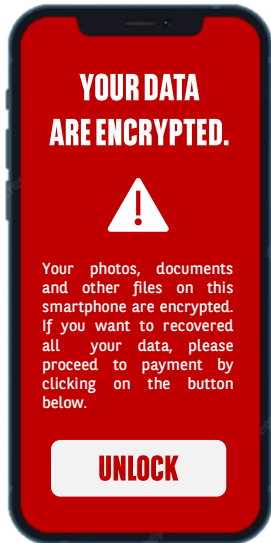 YOUR DATA
ARE ENCRYPTED.
Your photos, documents
and other files on this
smartphone are encrypted.
If you want to recovered
all your data, please
proceed to payment by
clicking on the button
below.
UNLOCK